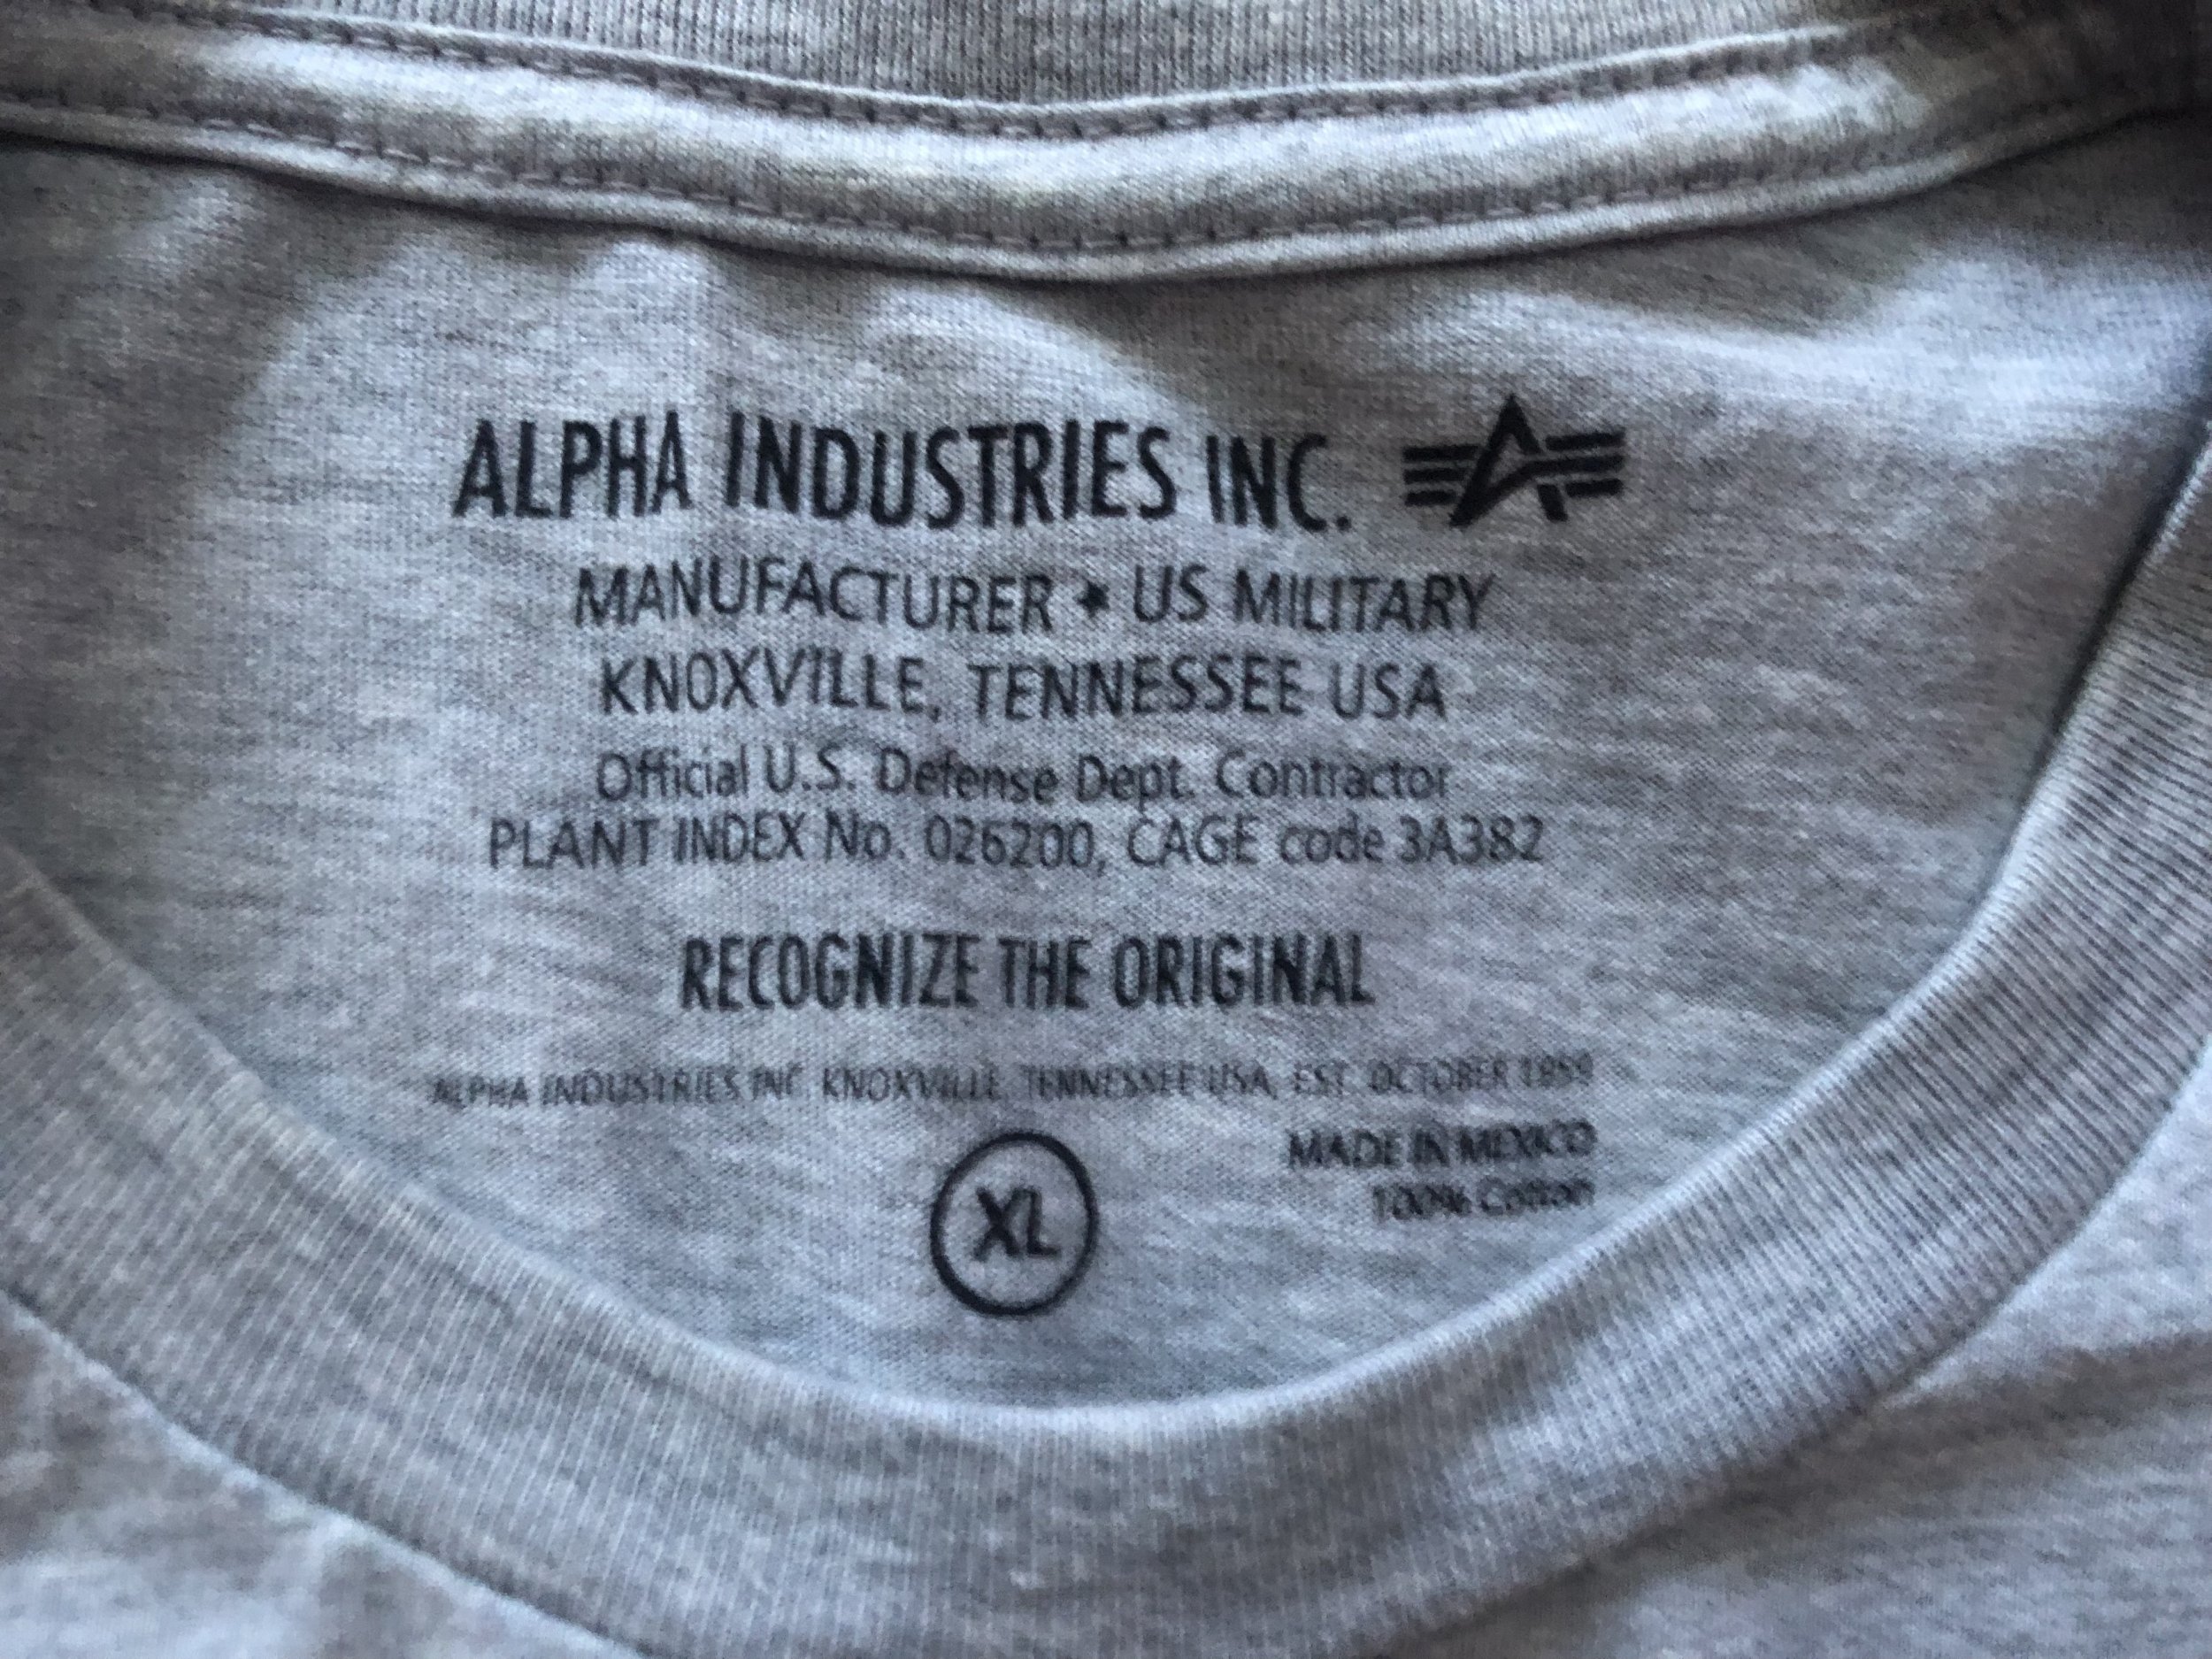 ALPHA INDUSTRIES INC.
MANUFACTURER ★ US MILITARY
KNOXVILLE, TENNESSEE USA
Official U.S. Defense Dept. Contractor
PLANT INDEX No. 026200, CAGE code 3A382
RECOGNIZE THE ORIGINAL
ALPHA INDUSTRIES INC. KNOXVILLE, TENNESSEE USA, EST. OCTOBER 1959
MADE IN MEXICO
100% Cotton
XL